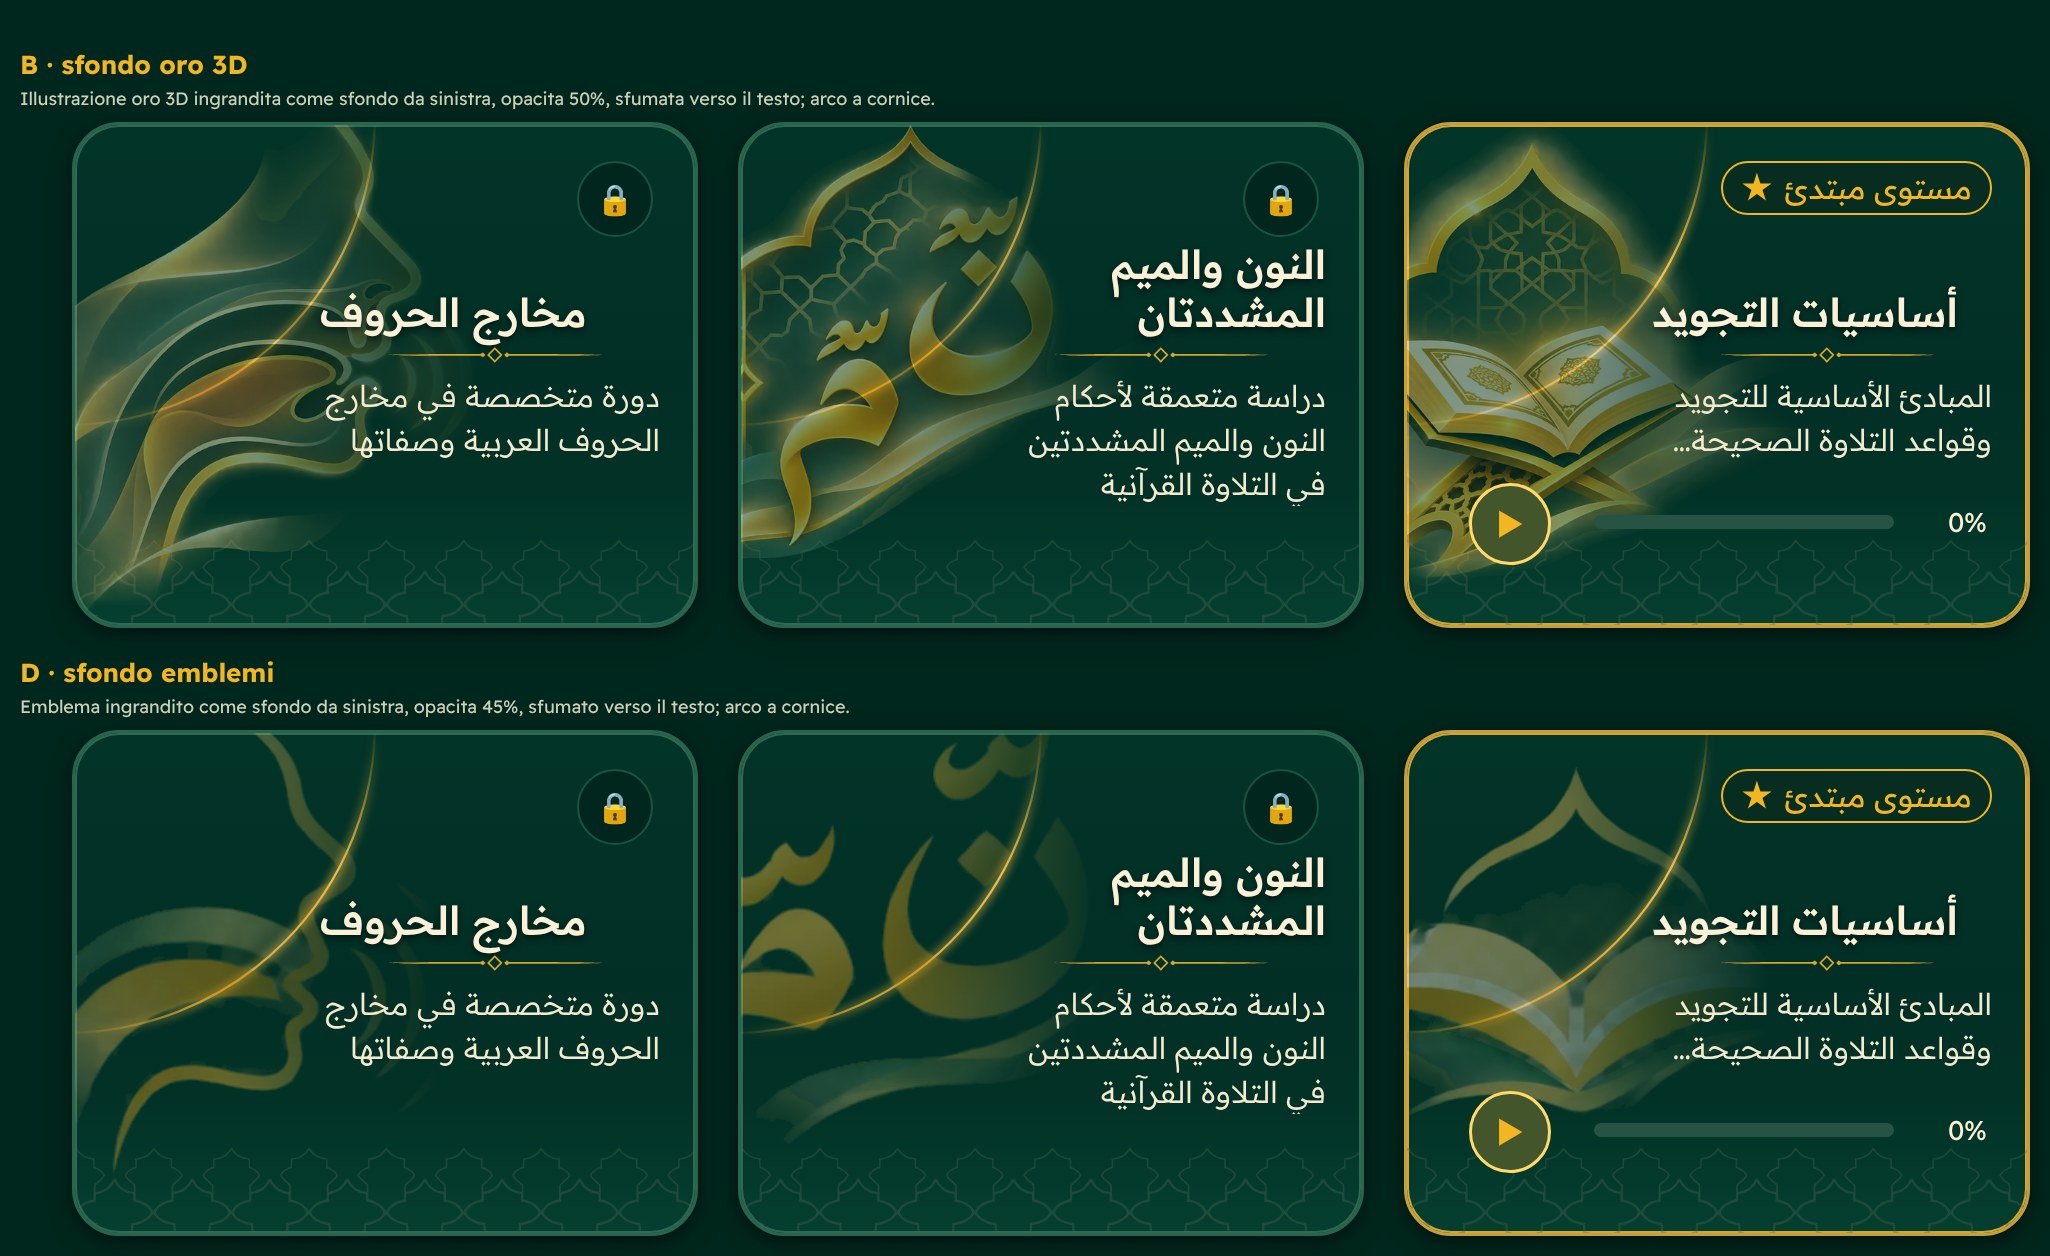 B · sfondo oro 3D
Illustrazione oro 3D ingrandita come sfondo da sinistra, opacita 50%, sfumata verso il testo; arco a cornice.
مستوى مبتدئ ★
أساسيات التجويد
المبادئ الأساسية للتجويد
وقواعد التلاوة الصحيحة...
0%
النون والميم
المشددتان
دراسة متعمقة لأحكام
النون والميم المشددتين
في التلاوة القرآنية
نّ
مّ
مخارج الحروف
دورة متخصصة في مخارج
الحروف العربية وصفاتها
D · sfondo emblemi
Emblema ingrandito come sfondo da sinistra, opacita 45%, sfumato verso il testo; arco a cornice.
مستوى مبتدئ ★
أساسيات التجويد
المبادئ الأساسية للتجويد
وقواعد التلاوة الصحيحة...
0%
النون والميم
المشددتان
دراسة متعمقة لأحكام
النون والميم المشددتين
في التلاوة القرآنية
نّ
مّ
مخارج الحروف
دورة متخصصة في مخارج
الحروف العربية وصفاتها